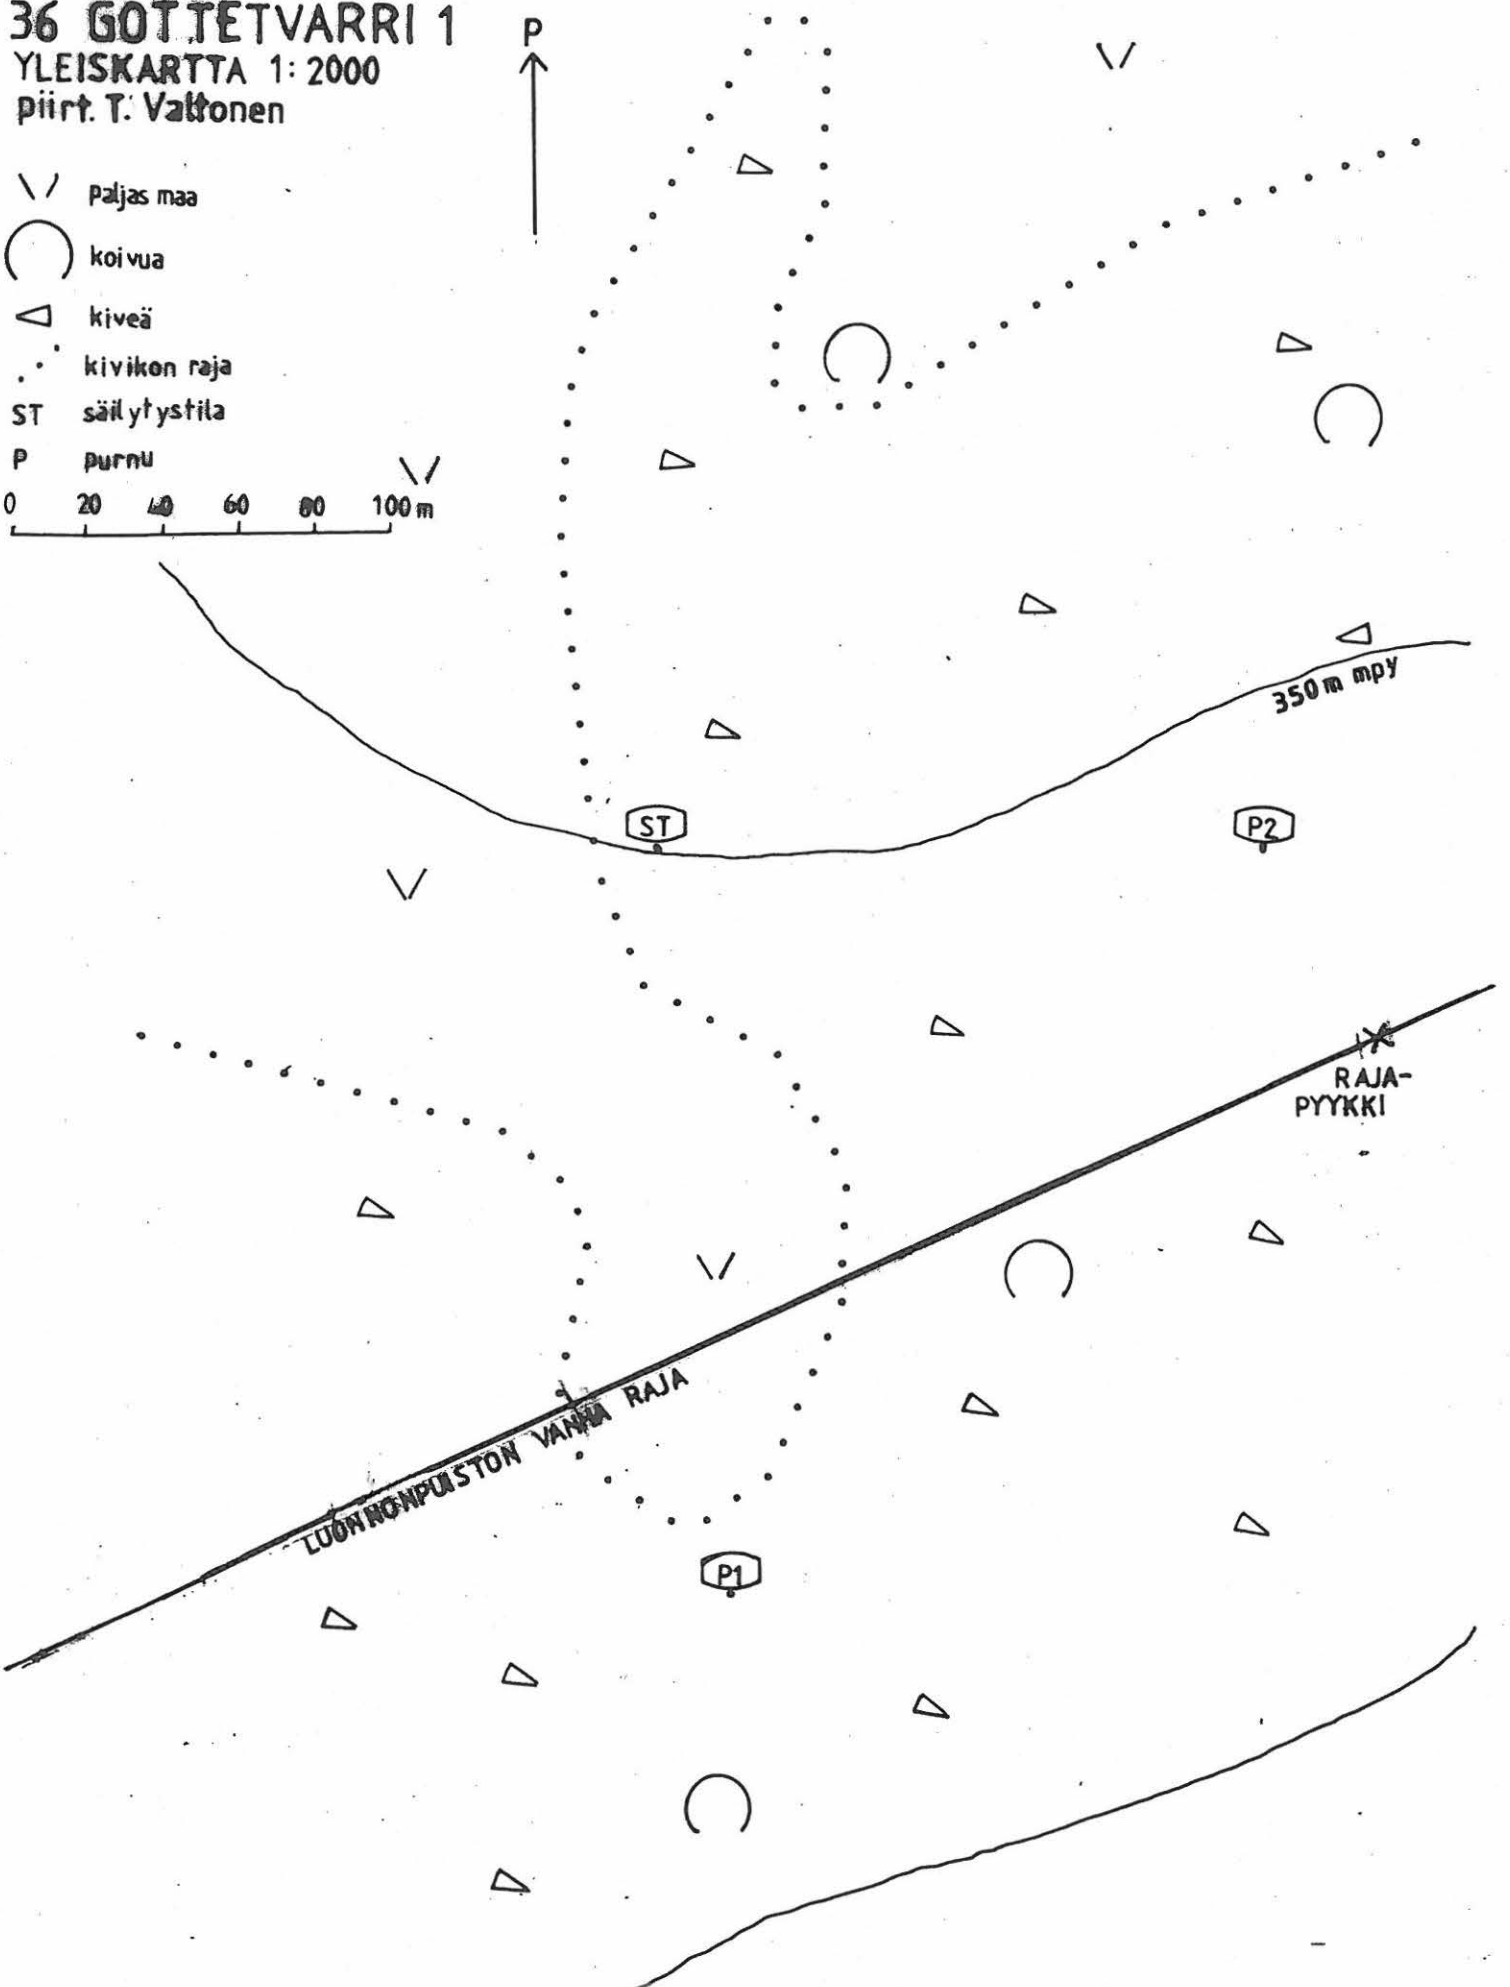 36 GOTTETVARRI 1
YLEISKARTTA 1:2000
piirt. T. Valtonen
P
paljas maa
koivua
kiveä
kivikon raja
ST säilytystila
P purnu
0 20 40 60 80 100 m
350 m mpy
ST
P2
RAJA-
PYYKKI
LUONNONPUISTON VANHA RAJA
P1